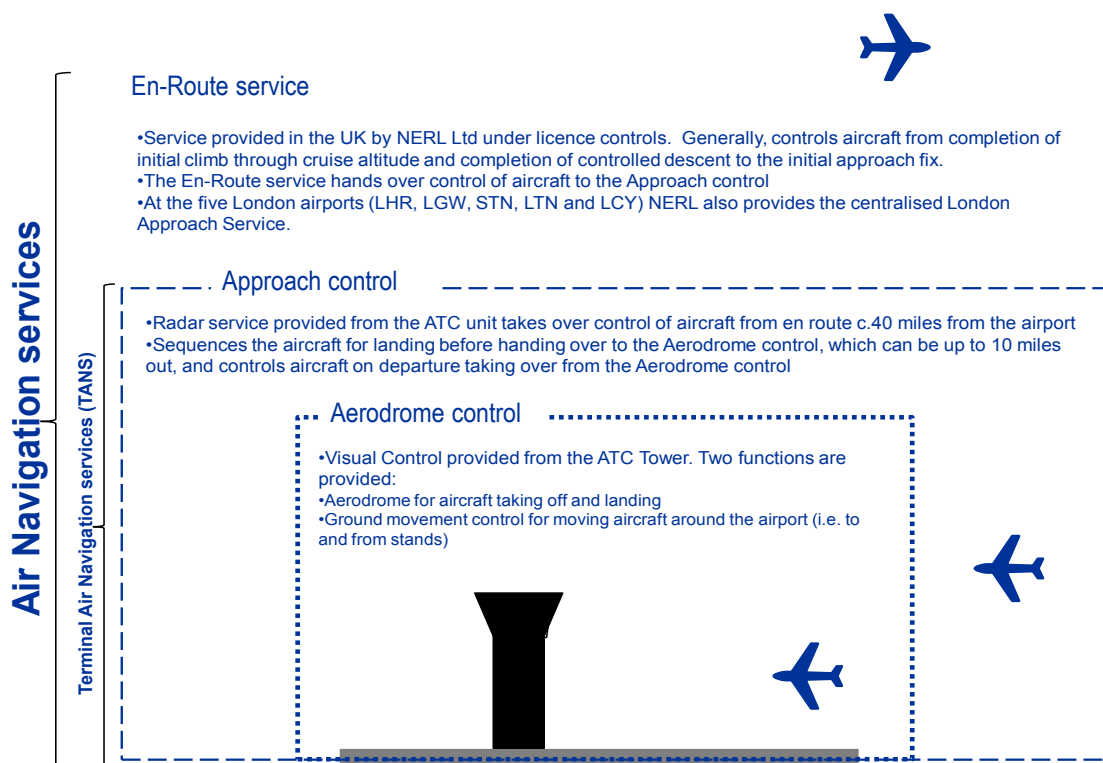 En-Route service
•Service provided in the UK by NERL Ltd under licence controls.  Generally, controls aircraft from completion of
initial climb through cruise altitude and completion of controlled descent to the initial approach fix.
•The En-Route service hands over control of aircraft to the Approach control
•At the five London airports (LHR, LGW, STN, LTN and LCY) NERL also provides the centralised London
Approach Service.
Air Navigation services
Terminal Air Navigation services (TANS)
Approach control
•Radar service provided from the ATC unit takes over control of aircraft from en route c.40 miles from the airport
•Sequences the aircraft for landing before handing over to the Aerodrome control, which can be up to 10 miles
out, and controls aircraft on departure taking over from the Aerodrome control
Aerodrome control
•Visual Control provided from the ATC Tower. Two functions are
provided:
•Aerodrome for aircraft taking off and landing
•Ground movement control for moving aircraft around the airport (i.e. to
and from stands)